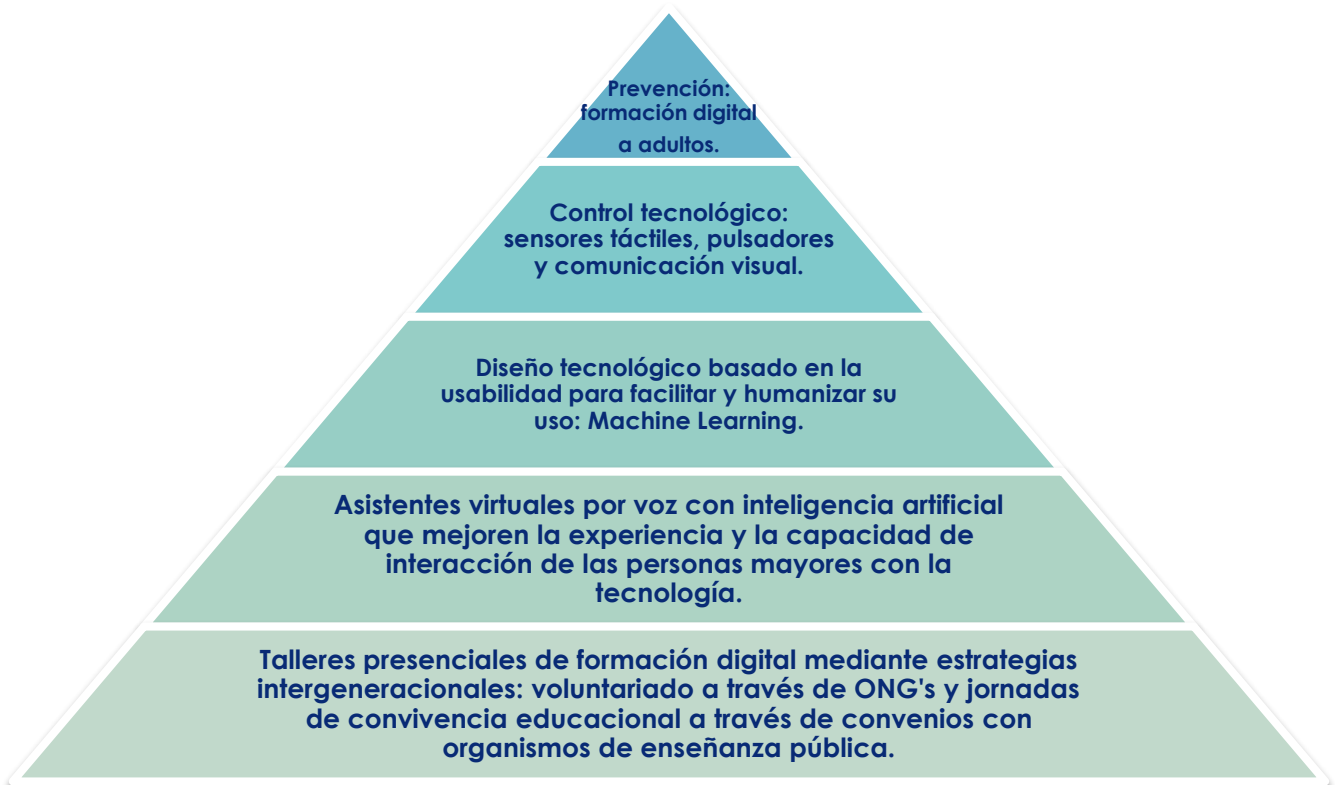 Prevención:
formación digital
a adultos.
Control tecnológico:
sensores táctiles, pulsadores
y comunicación visual.
Diseño tecnológico basado en la
usabilidad para facilitar y humanizar su
uso: Machine Learning.
Asistentes virtuales por voz con inteligencia artificial
que mejoren la experiencia y la capacidad de
interacción de las personas mayores con la
tecnología.
Talleres presenciales de formación digital mediante estrategias
intergeneracionales: voluntariado a través de ONG's y jornadas
de convivencia educacional a través de convenios con
organismos de enseñanza pública.